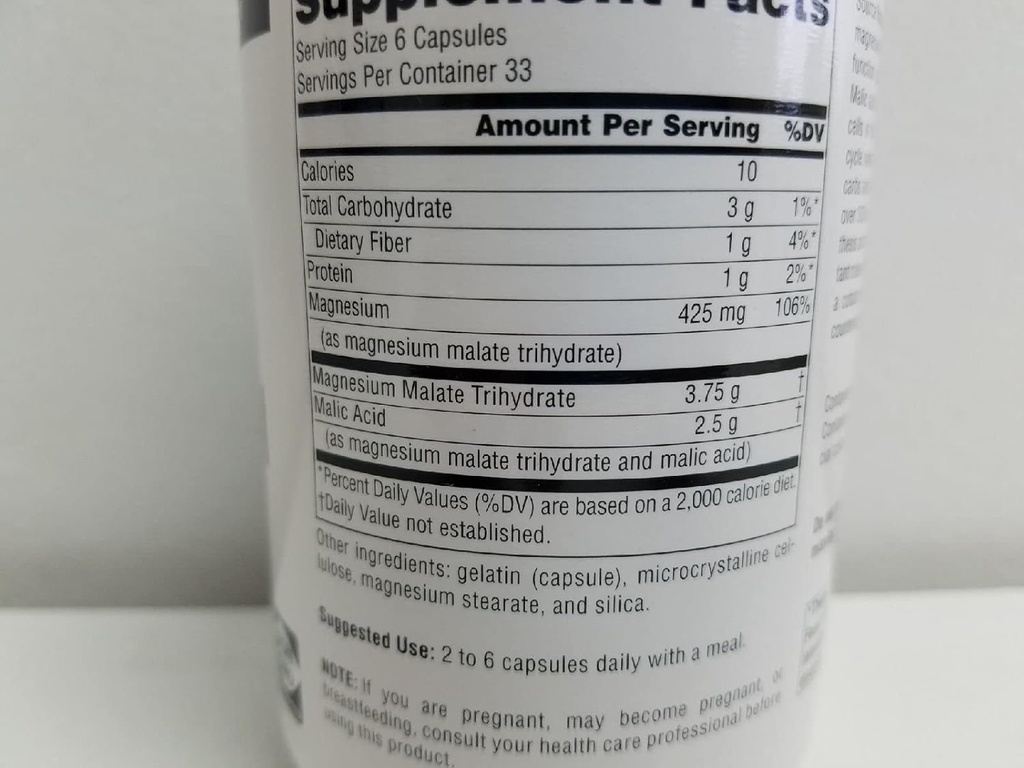 Supplement Facts
Serving Size 6 Capsules
Servings Per Container 33
Amount Per Serving %DV
Calories 10
Total Carbohydrate 3 g 1%*
Dietary Fiber 1 g 4%*
Protein 1 g 2%*
Magnesium 425 mg 106%
(as magnesium malate trihydrate)
Magnesium Malate Trihydrate 3.75 g †
Malic Acid 2.5 g †
(as magnesium malate trihydrate and malic acid)
*Percent Daily Values (%DV) are based on a 2,000 calorie diet.
†Daily Value not established.
Other ingredients: gelatin (capsule), microcrystalline cel-
lulose, magnesium stearate, and silica.
Suggested Use: 2 to 6 capsules daily with a meal.
NOTE: If you are pregnant, may become pregnant, or
breastfeeding, consult your health care professional before
using this product.